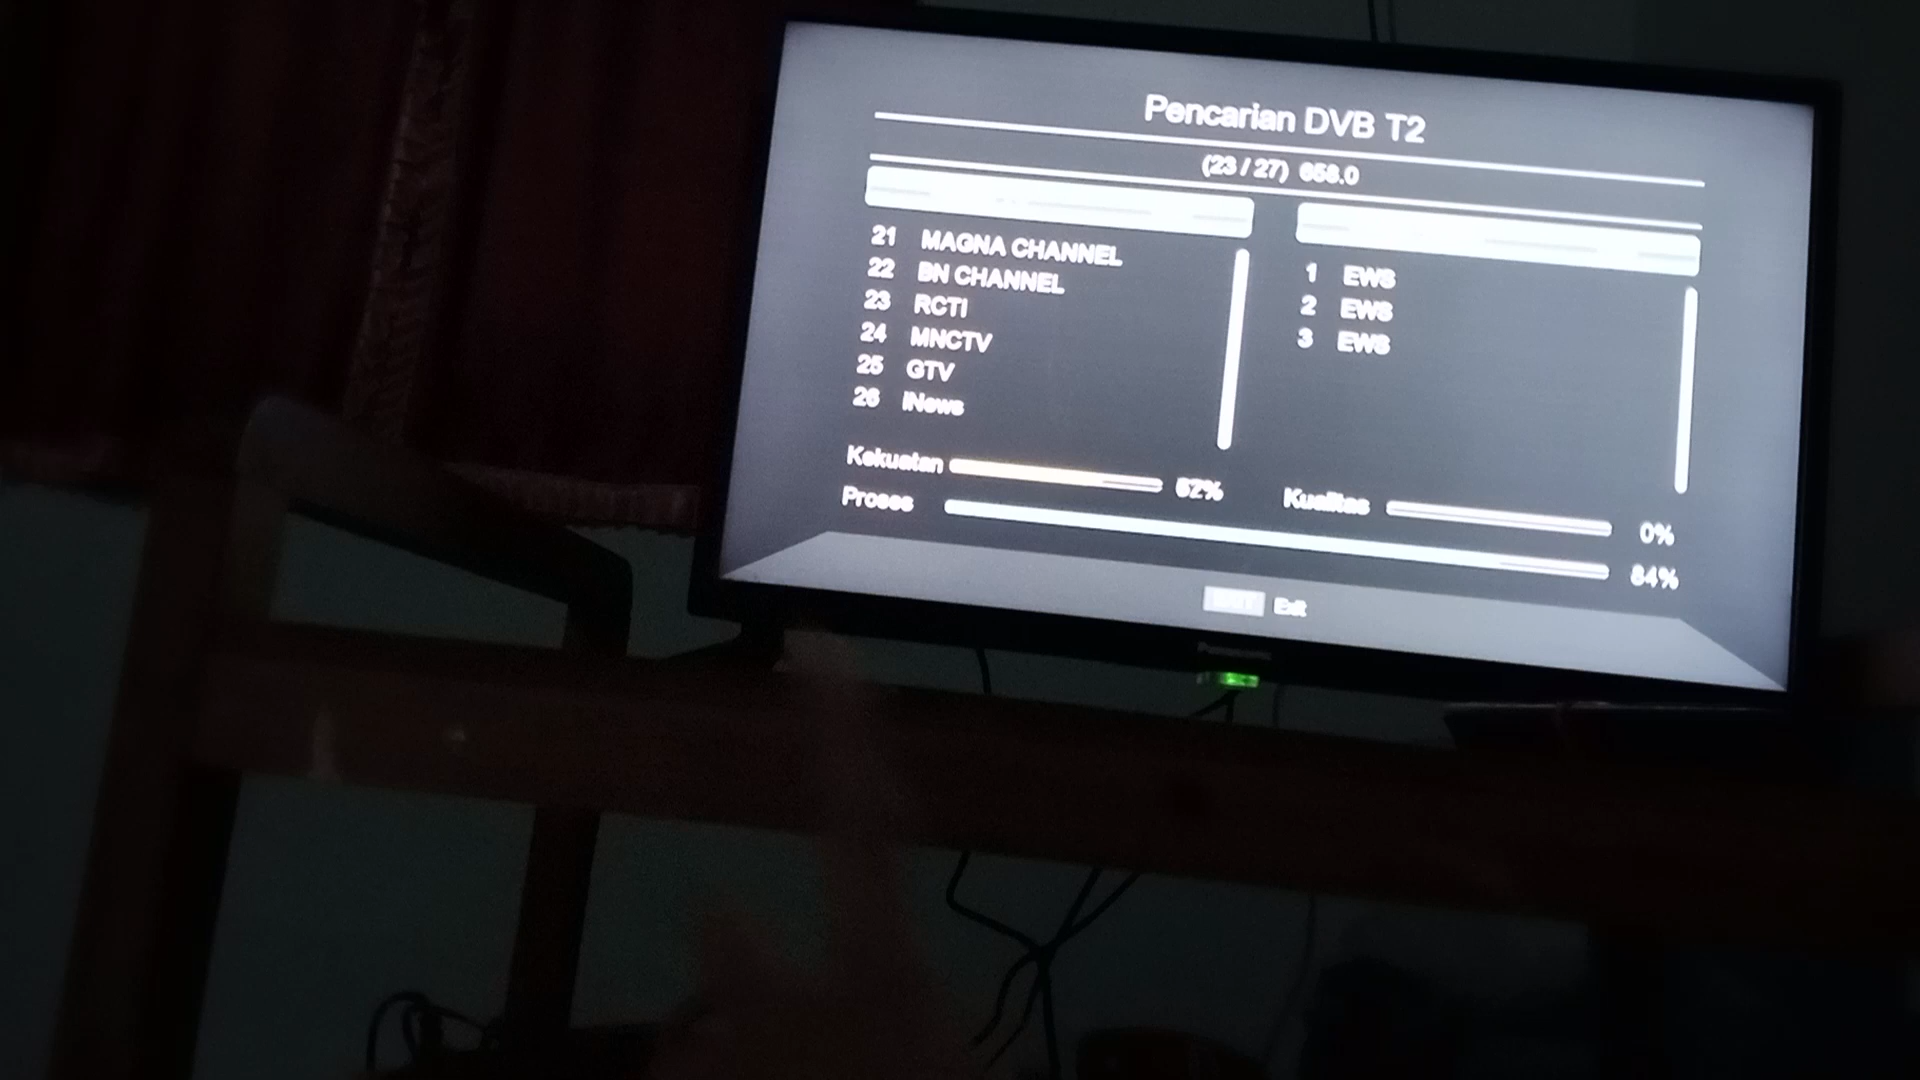 Pencarian DVB T2
(23 / 27) 658.0
21 MAGNA CHANNEL
22 BN CHANNEL
23 RCTI
24 MNCTV
25 GTV
26 iNews
1 EWS
2 EWS
3 EWS
Kekuatan 62% Kualitas 0%
Proses 84%
Exit